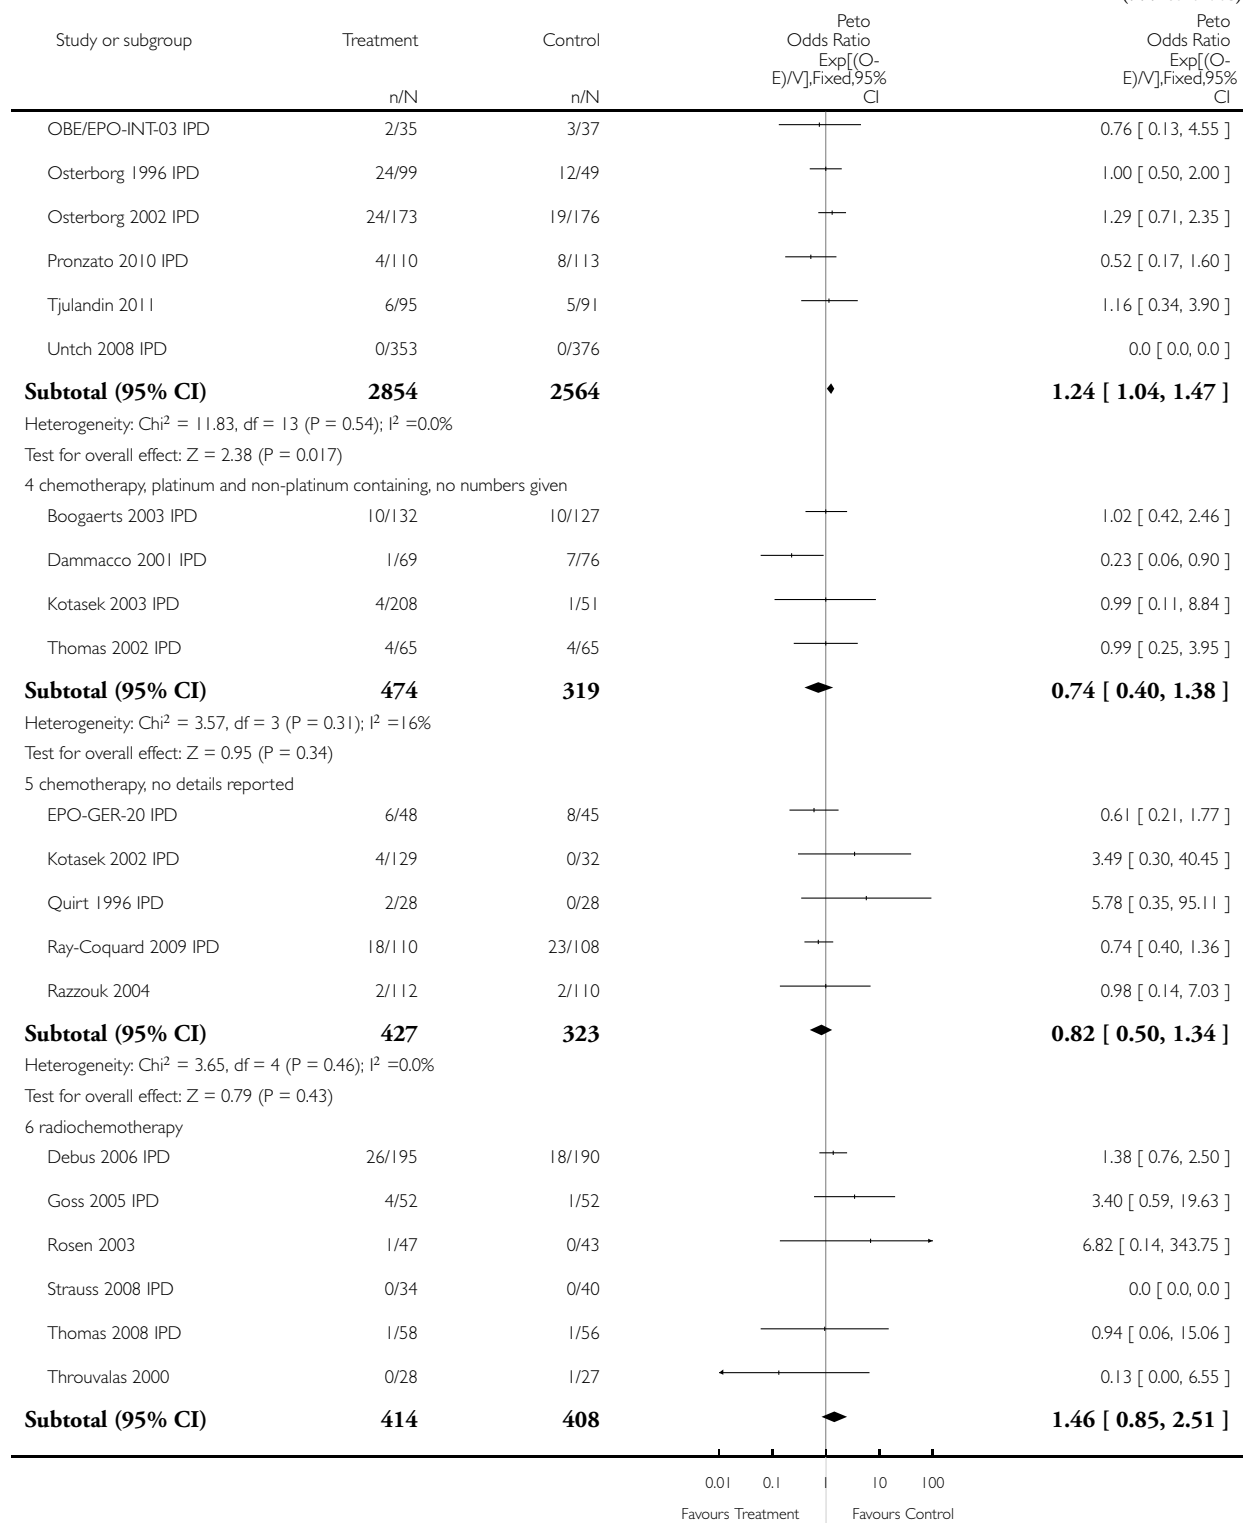 Peto Peto
Study or subgroup Treatment Control Odds Ratio Odds Ratio
Exp[(O- Exp[(O-
E)/V],Fixed,95% E)/V],Fixed,95%
n/N n/N CI CI
OBE/EPO-INT-03 IPD 2/35 3/37 0.76 [ 0.13, 4.55 ]
Osterborg 1996 IPD 24/99 12/49 1.00 [ 0.50, 2.00 ]
Osterborg 2002 IPD 24/173 19/176 1.29 [ 0.71, 2.35 ]
Pronzato 2010 IPD 4/110 8/113 0.52 [ 0.17, 1.60 ]
Tjulandin 2011 6/95 5/91 1.16 [ 0.34, 3.90 ]
Untch 2008 IPD 0/353 0/376 0.0 [ 0.0, 0.0 ]
Subtotal (95% CI) 2854 2564 1.24 [ 1.04, 1.47 ]
Heterogeneity: Chi² = 11.83, df = 13 (P = 0.54); I² =0.0%
Test for overall effect: Z = 2.38 (P = 0.017)
4 chemotherapy, platinum and non-platinum containing, no numbers given
Boogaerts 2003 IPD 10/132 10/127 1.02 [ 0.42, 2.46 ]
Dammacco 2001 IPD 1/69 7/76 0.23 [ 0.06, 0.90 ]
Kotasek 2003 IPD 4/208 1/51 0.99 [ 0.11, 8.84 ]
Thomas 2002 IPD 4/65 4/65 0.99 [ 0.25, 3.95 ]
Subtotal (95% CI) 474 319 0.74 [ 0.40, 1.38 ]
Heterogeneity: Chi² = 3.57, df = 3 (P = 0.31); I² =16%
Test for overall effect: Z = 0.95 (P = 0.34)
5 chemotherapy, no details reported
EPO-GER-20 IPD 6/48 8/45 0.61 [ 0.21, 1.77 ]
Kotasek 2002 IPD 4/129 0/32 3.49 [ 0.30, 40.45 ]
Quirt 1996 IPD 2/28 0/28 5.78 [ 0.35, 95.11 ]
Ray-Coquard 2009 IPD 18/110 23/108 0.74 [ 0.40, 1.36 ]
Razzouk 2004 2/112 2/110 0.98 [ 0.14, 7.03 ]
Subtotal (95% CI) 427 323 0.82 [ 0.50, 1.34 ]
Heterogeneity: Chi² = 3.65, df = 4 (P = 0.46); I² =0.0%
Test for overall effect: Z = 0.79 (P = 0.43)
6 radiochemotherapy
Debus 2006 IPD 26/195 18/190 1.38 [ 0.76, 2.50 ]
Goss 2005 IPD 4/52 1/52 3.40 [ 0.59, 19.63 ]
Rosen 2003 1/47 0/43 6.82 [ 0.14, 343.75 ]
Strauss 2008 IPD 0/34 0/40 0.0 [ 0.0, 0.0 ]
Thomas 2008 IPD 1/58 1/56 0.94 [ 0.06, 15.06 ]
Throuvalas 2000 0/28 1/27 0.13 [ 0.00, 6.55 ]
Subtotal (95% CI) 414 408 1.46 [ 0.85, 2.51 ]
0.01 0.1 1 10 100
Favours Treatment Favours Control